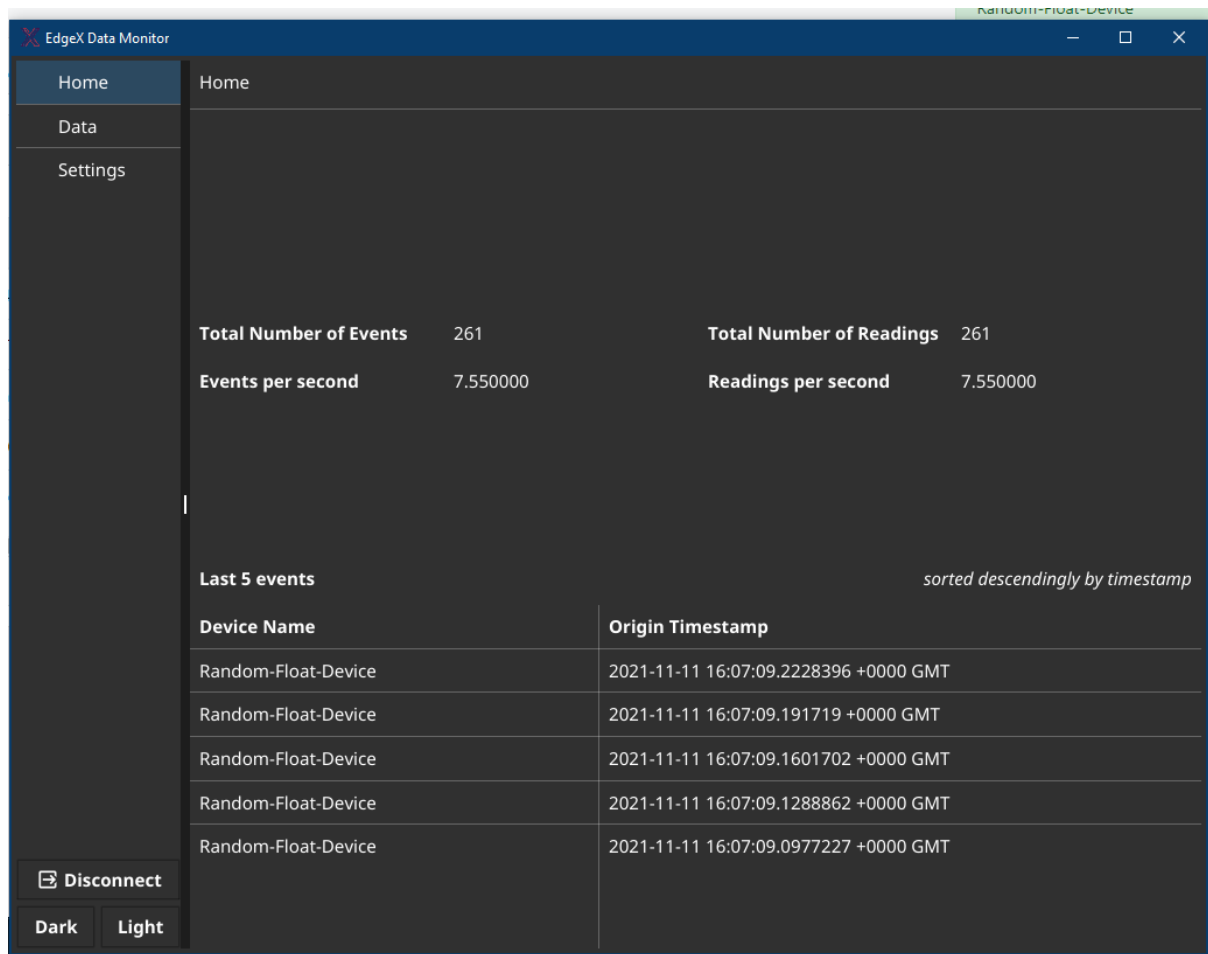 Random-Float-Device
EdgeX Data Monitor
Home
Data
Settings
Home
Total Number of Events 261 Total Number of Readings 261
Events per second 7.550000 Readings per second 7.550000
Last 5 events sorted descendingly by timestamp
Device Name Origin Timestamp
Random-Float-Device 2021-11-11 16:07:09.2228396 +0000 GMT
Random-Float-Device 2021-11-11 16:07:09.191719 +0000 GMT
Random-Float-Device 2021-11-11 16:07:09.1601702 +0000 GMT
Random-Float-Device 2021-11-11 16:07:09.1288862 +0000 GMT
Random-Float-Device 2021-11-11 16:07:09.0977227 +0000 GMT
Disconnect
Dark Light